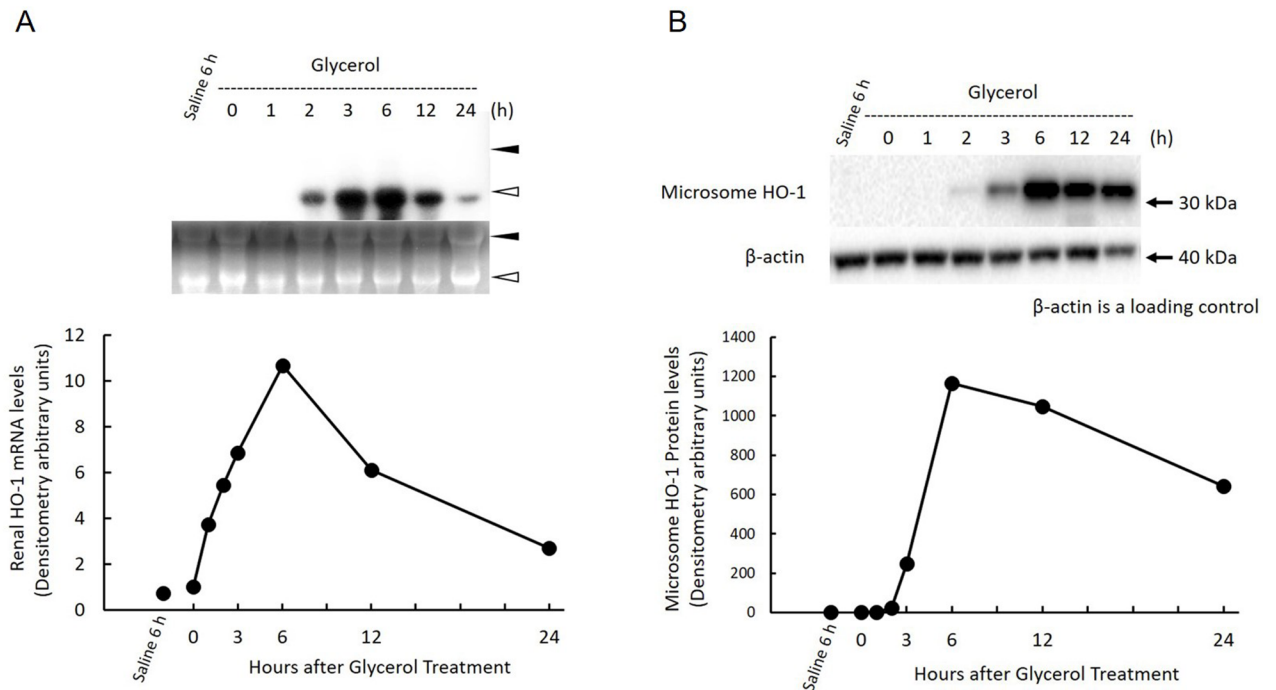 A
Saline 6 h
Glycerol
0 1 2 3 6 12 24 (h)
Renal HO-1 mRNA levels
(Densitometry arbitrary units)
12
10
8
6
4
2
0
Saline 6 h
0 3 6 12 24
Hours after Glycerol Treatment
B
Saline 6 h
Glycerol
0 1 2 3 6 12 24 (h)
Microsome HO-1
30 kDa
β-actin
40 kDa
β-actin is a loading control
Microsome HO-1 Protein levels
(Densitometry arbitrary units)
1400
1200
1000
800
600
400
200
0
Saline 6 h
0 3 6 12 24
Hours after Glycerol Treatment